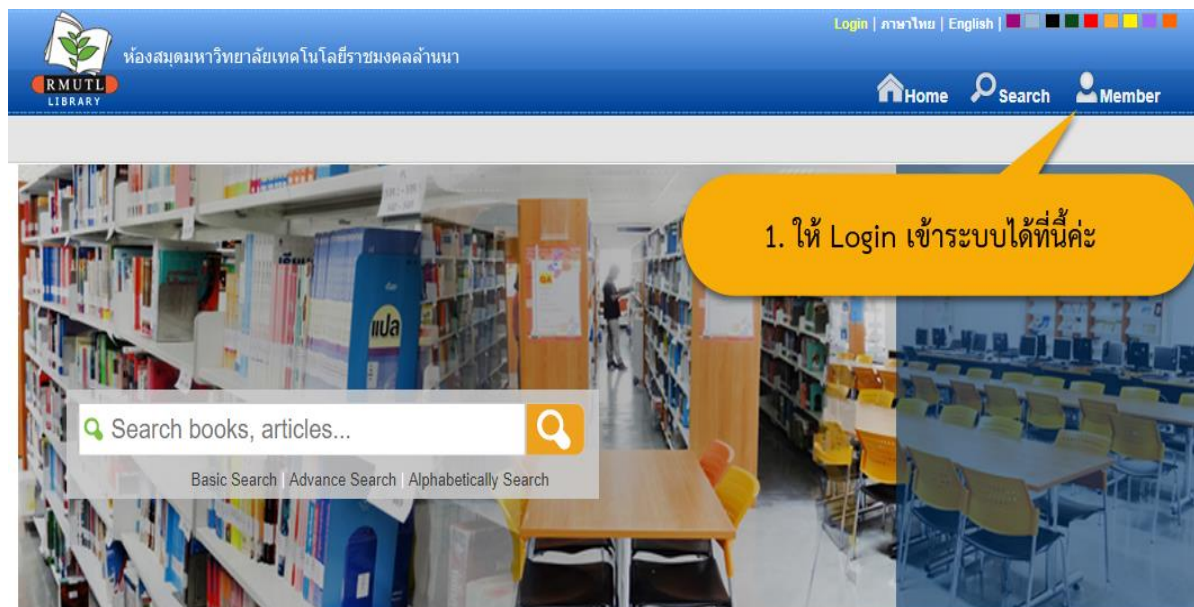 Login | ภาษาไทย | English |
ห้องสมุดมหาวิทยาลัยเทคโนโลยีราชมงคลล้านนา
RMUTL
LIBRARY
Home Search Member
1. ให้ Login เข้าระบบได้ที่นี้ค่ะ
แปล
Search books, articles...
Basic Search | Advance Search | Alphabetically Search